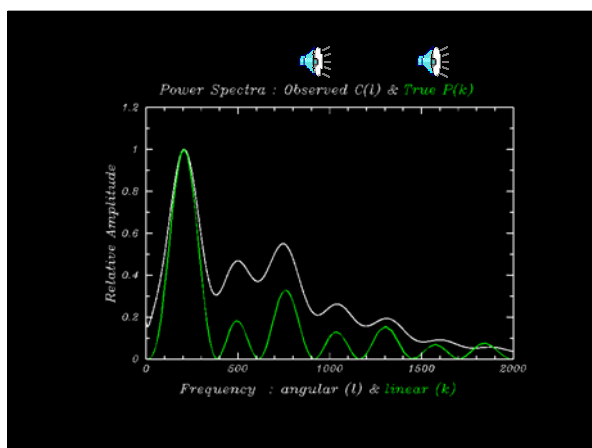 Power Spectra : Observed C(l) & True P(k)
1.2
1
0.8
0.6
0.4
0.2
0
Relative Amplitude
0 500 1000 1500 2000
Frequency : angular (l) & linear (k)